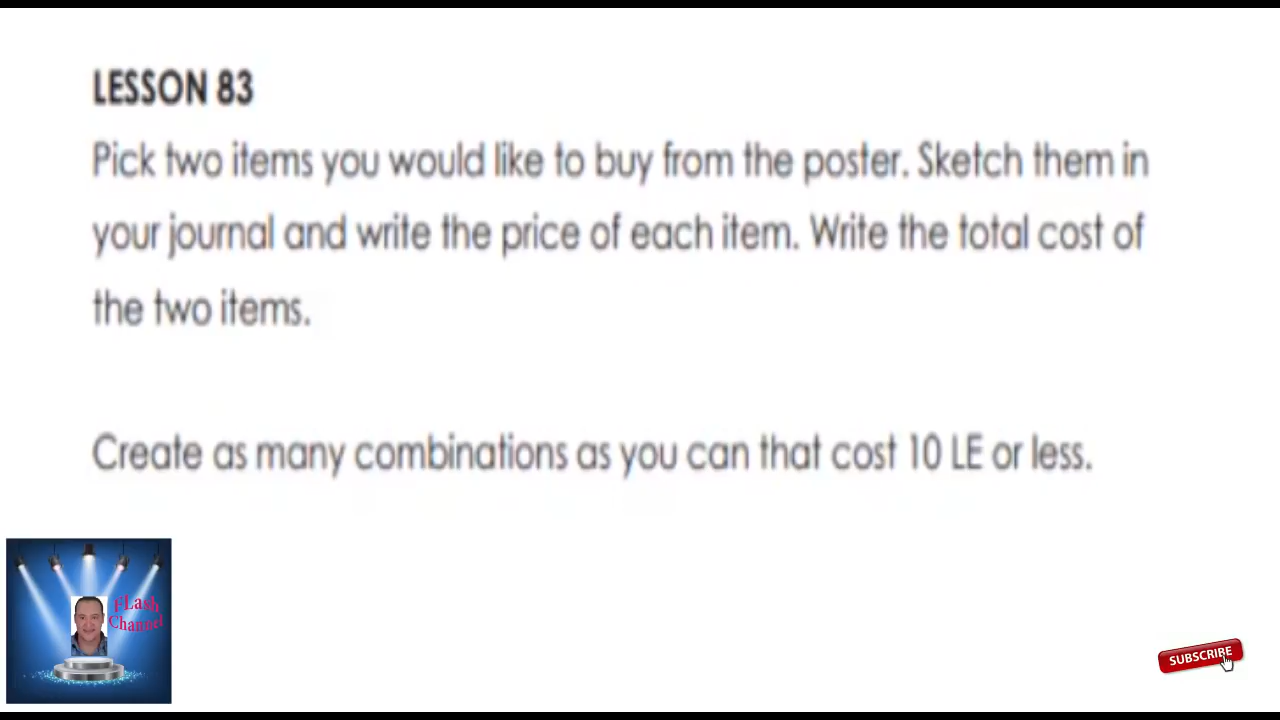 LESSON 83
Pick two items you would like to buy from the poster. Sketch them in
your journal and write the price of each item. Write the total cost of
the two items.
Create as many combinations as you can that cost 10 LE or less.
FLash
Channel
SUBSCRIBE